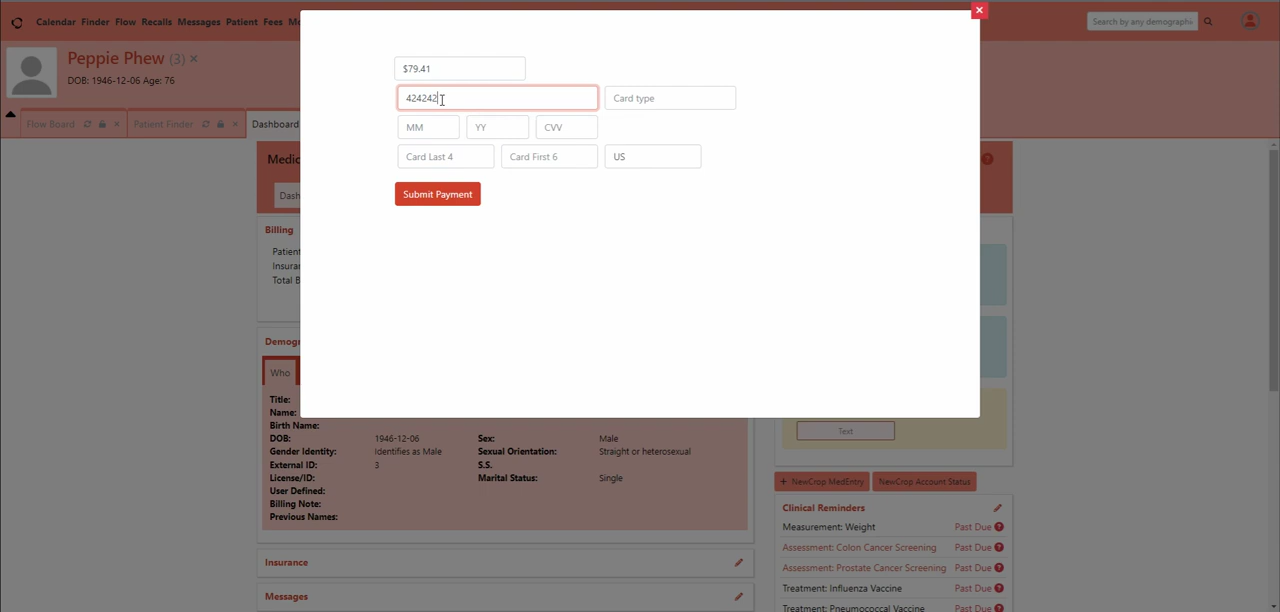 Calendar Finder Flow Recalls Messages Patient Fees
Search by any demographi
Peppie Phew (3) ×
DOB: 1946-12-06 Age: 76
Flow Board
Patient Finder
Dashboard
$79.41
424242
Card type
MM YY CVV
Card Last 4 Card First 6 US
Submit Payment
Billing
Total
Who
Title:
Name:
Birth Name:
DOB: 1946-12-06 Sex: Male
Gender Identity: Identifies as Male Sexual Orientation: Straight or heterosexual
External ID: 3 S.S.
License/ID: Marital Status: Single
User Defined:
Billing Note:
Previous Names:
Insurance
Messages
Text
+ NewCrop MedEntry NewCrop Account Status
Clinical Reminders
Measurement: Weight Past Due ?
Assessment: Colon Cancer Screening Past Due ?
Assessment: Prostate Cancer Screening Past Due ?
Treatment: Influenza Vaccine Past Due ?
Treatment: Pneumococcal Vaccine Past Due ?